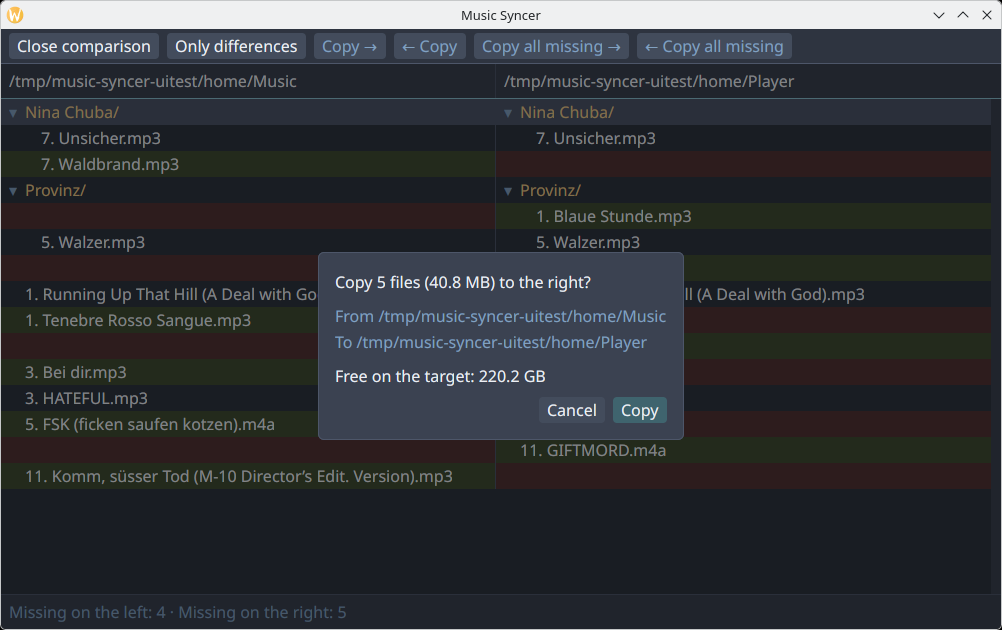 Music Syncer
Close comparison Only differences Copy → ← Copy Copy all missing → ← Copy all missing
/tmp/music-syncer-uitest/home/Music /tmp/music-syncer-uitest/home/Player
▾ Nina Chuba/ ▾ Nina Chuba/
7. Unsicher.mp3 7. Unsicher.mp3
7. Waldbrand.mp3
▾ Provinz/ ▾ Provinz/
1. Blaue Stunde.mp3
5. Walzer.mp3 5. Walzer.mp3
Copy 5 files (40.8 MB) to the right?
From /tmp/music-syncer-uitest/home/Music
To /tmp/music-syncer-uitest/home/Player
Free on the target: 220.2 GB
Cancel Copy
1. Running Up That Hill (A Deal with Go ll (A Deal with God).mp3
1. Tenebre Rosso Sangue.mp3
3. Bei dir.mp3
3. HATEFUL.mp3
5. FSK (ficken saufen kotzen).m4a
11. GIFTMORD.m4a
11. Komm, süsser Tod (M-10 Director’s Edit. Version).mp3
Missing on the left: 4 · Missing on the right: 5